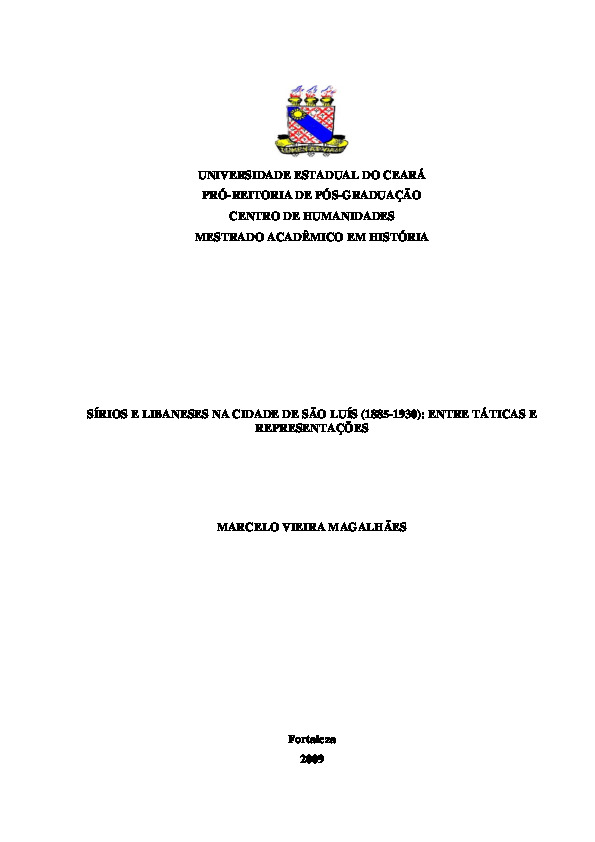 UNIVERSIDADE ESTADUAL DO CEARÁ
PRÓ-REITORIA DE PÓS-GRADUAÇÃO
CENTRO DE HUMANIDADES
MESTRADO ACADÊMICO EM HISTÓRIA
SÍRIOS E LIBANESES NA CIDADE DE SÃO LUÍS (1885-1930): ENTRE TÁTICAS E
REPRESENTAÇÕES
MARCELO VIEIRA MAGALHÃES
Fortaleza
2009